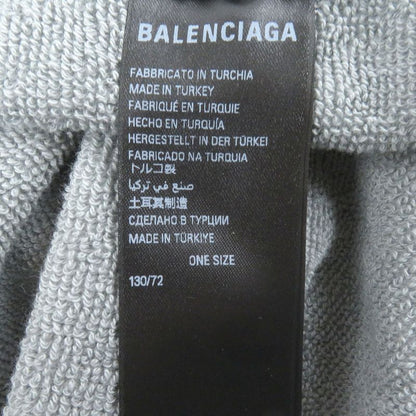 BALENCIAGA
FABBRICATO IN TURCHIA
MADE IN TURKEY
FABRIQUÉ EN TURQUIE
HECHO EN TURQUÍA
HERGESTELLT IN DER TÜRKEI
FABRICADO NA TURQUIA
トルコ製
صنع في تركيا
土耳其制造
СДЕЛАНО В ТУРЦИИ
MADE IN TÜRKİYE
ONE SIZE
130/72